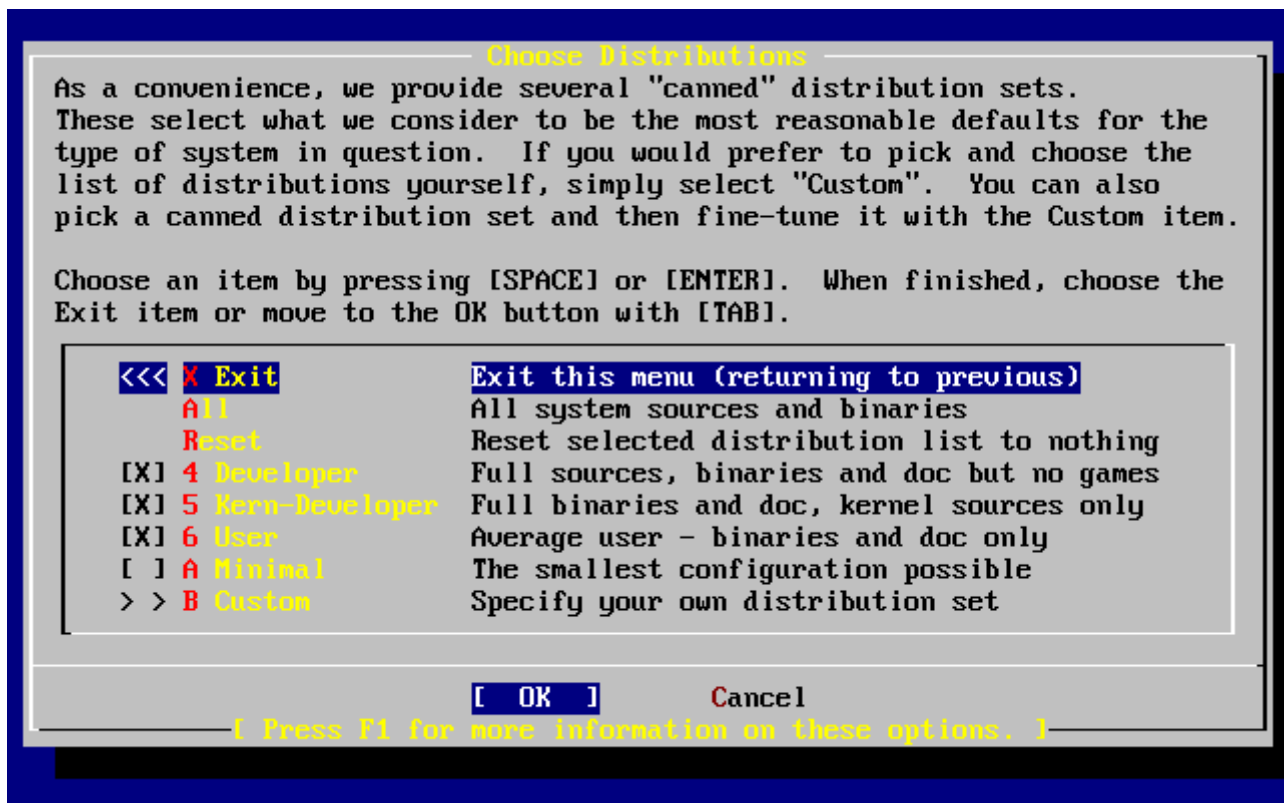 Choose Distributions
As a convenience, we provide several "canned" distribution sets.
These select what we consider to be the most reasonable defaults for the
type of system in question.  If you would prefer to pick and choose the
list of distributions yourself, simply select "Custom".  You can also
pick a canned distribution set and then fine-tune it with the Custom item.
Choose an item by pressing [SPACE] or [ENTER].  When finished, choose the
Exit item or move to the OK button with [TAB].
<<< X Exit Exit this menu (returning to previous)
All All system sources and binaries
Reset Reset selected distribution list to nothing
[X] 4 Developer Full sources, binaries and doc but no games
[X] 5 Kern-Developer Full binaries and doc, kernel sources only
[X] 6 User Average user - binaries and doc only
[ ] A Minimal The smallest configuration possible
> > B Custom Specify your own distribution set
[ OK ] Cancel
[ Press F1 for more information on these options. ]